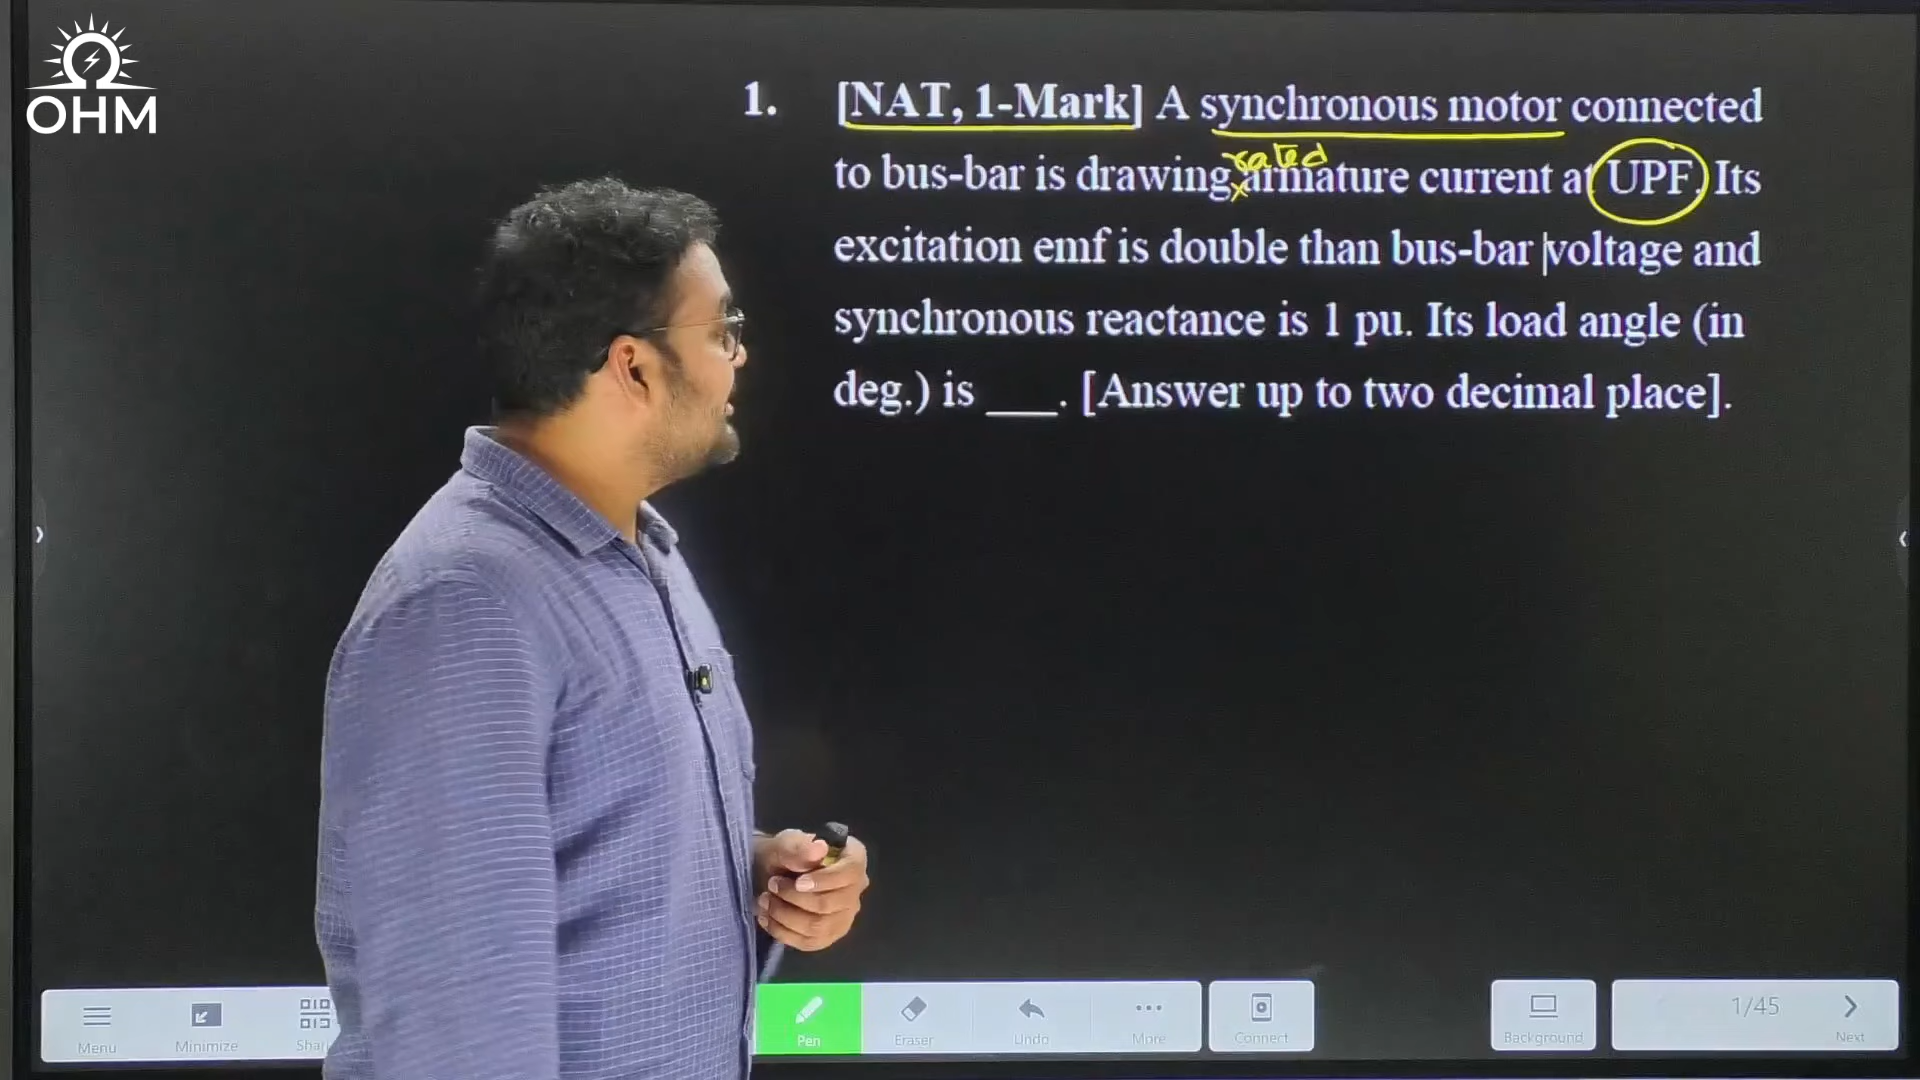 OHM
1. [NAT, 1-Mark] A synchronous motor connected
rated
to bus-bar is drawing armature current at UPF. Its
excitation emf is double than bus-bar voltage and
synchronous reactance is 1 pu. Its load angle (in
deg.) is ___. [Answer up to two decimal place].
Menu
Minimize
Shar
Pen
Eraser
Undo
More
Connect
Background
1/45
Next